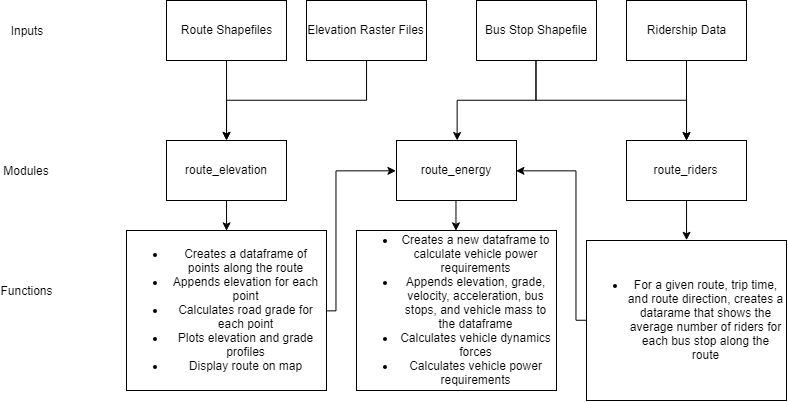 Inputs
Route Shapefiles
Elevation Raster Files
Bus Stop Shapefile
Ridership Data
Modules
route_elevation
route_energy
route_riders
Functions
• Creates a dataframe of
points along the route
• Appends elevation for each
point
• Calculates road grade for
each point
• Plots elevation and grade
profiles
• Display route on map
• Creates a new dataframe to
calculate vehicle power
requirements
• Appends elevation, grade,
velocity, acceleration, bus
stops, and vehicle mass to
the dataframe
• Calculates vehicle dynamics
forces
• Calculates vehicle power
requirements
• For a given route, trip time,
and route direction, creates a
datarame that shows the
average number of riders for
each bus stop along the
route